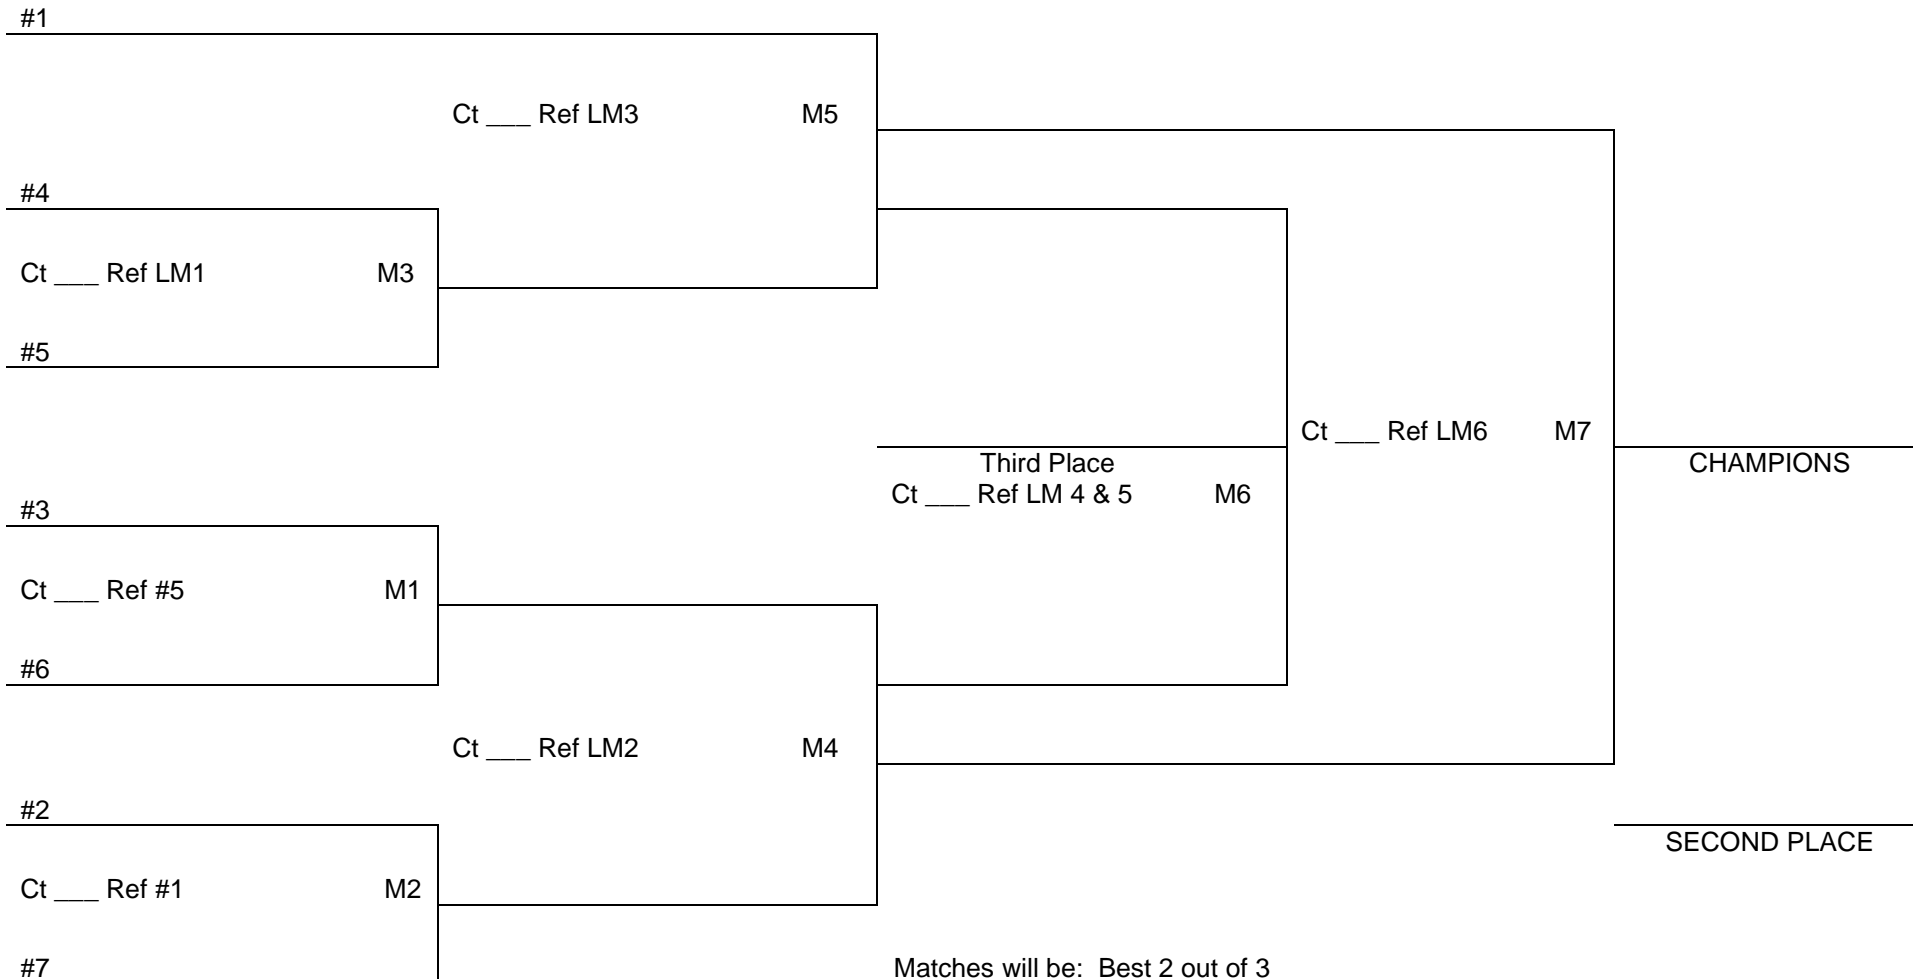 #1
Ct ___ Ref LM3 M5
#4
Ct ___ Ref LM1 M3
#5
Ct ___ Ref LM6 M7
Third Place
CHAMPIONS
Ct ___ Ref LM 4 & 5 M6
#3
Ct ___ Ref #5 M1
#6
Ct ___ Ref LM2 M4
#2
SECOND PLACE
Ct ___ Ref #1 M2
#7
Matches will be: Best 2 out of 3